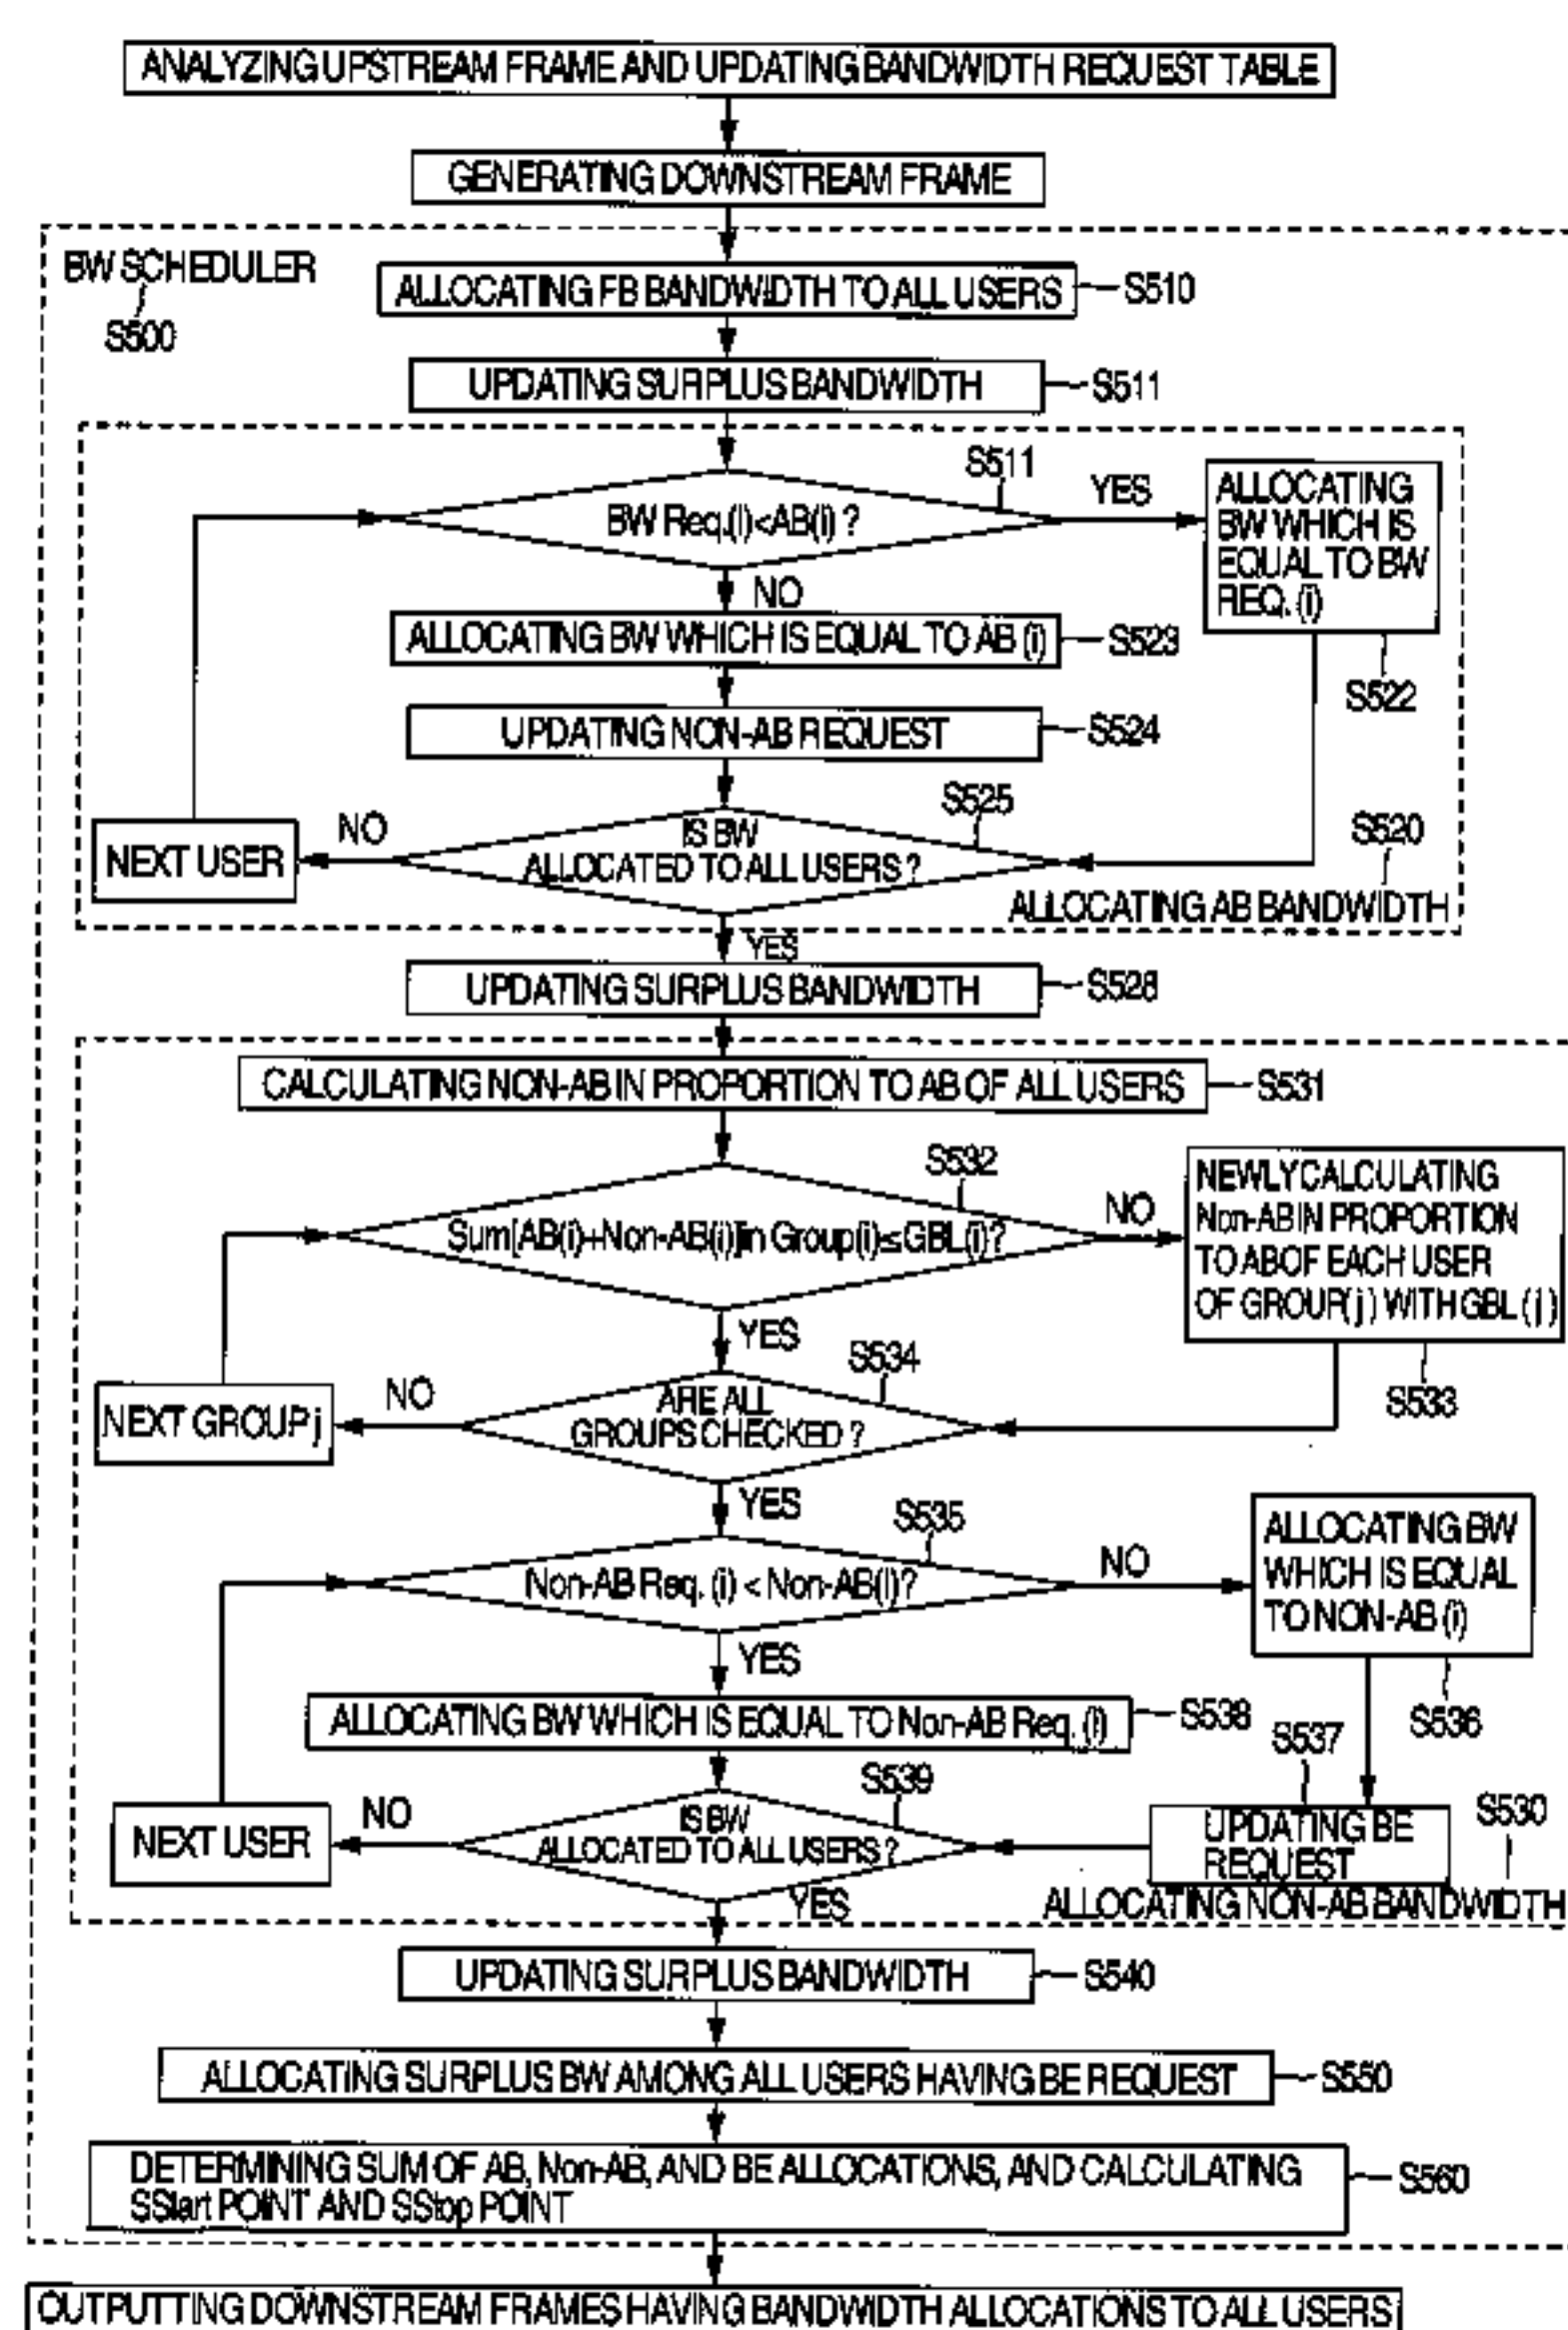 ANALYZING UPSTREAM FRAME AND UPDATING BANDWIDTH REQUEST TABLE
GENERATING DOWNSTREAM FRAME
BW SCHEDULER
S500
ALLOCATING FB BANDWIDTH TO ALL USERS
S510
UPDATING SURPLUS BANDWIDTH
S511
S511
BW Req.(i)<AB(i) ?
YES
ALLOCATING
BW WHICH IS
EQUAL TO BW
REQ. (i)
S522
NO
ALLOCATING BW WHICH IS EQUAL TO AB (i)
S523
UPDATING NON-AB REQUEST
S524
S525
IS BW
ALLOCATED TO ALL USERS ?
NO
NEXT USER
S520
ALLOCATING AB BANDWIDTH
YES
UPDATING SURPLUS BANDWIDTH
S528
CALCULATING NON-AB IN PROPORTION TO AB OF ALL USERS
S531
S532
Sum[AB(i)+Non-AB(i)]in Group(i)≤GBL(i)?
NO
NEWLY CALCULATING
Non-AB IN PROPORTION
TO AB OF EACH USER
OF GROUR( j ) WITH GBL ( j )
S533
YES
S534
ARE ALL
GROUPS CHECKED ?
NO
NEXT GROUP j
YES
S535
Non-AB Req. (i) < Non-AB(i)?
NO
ALLOCATING BW
WHICH IS EQUAL
TO NON-AB (i)
S536
YES
ALLOCATING BW WHICH IS EQUAL TO Non-AB Req. (i)
S538
S537
UPDATING BE
REQUEST
S539
IS BW
ALLOCATED TO ALL USERS ?
NO
NEXT USER
S530
ALLOCATING NON-AB BANDWIDTH
YES
UPDATING SURPLUS BANDWIDTH
S540
ALLOCATING SURPLUS BW AMONG ALL USERS HAVING BE REQUEST
S550
DETERMINING SUM OF AB, Non-AB, AND BE ALLOCATIONS, AND CALCULATING
SStart POINT AND SStop POINT
S560
OUTPUTTING DOWNSTREAM FRAMES HAVING BANDWIDTH ALLOCATIONS TO ALL USERS